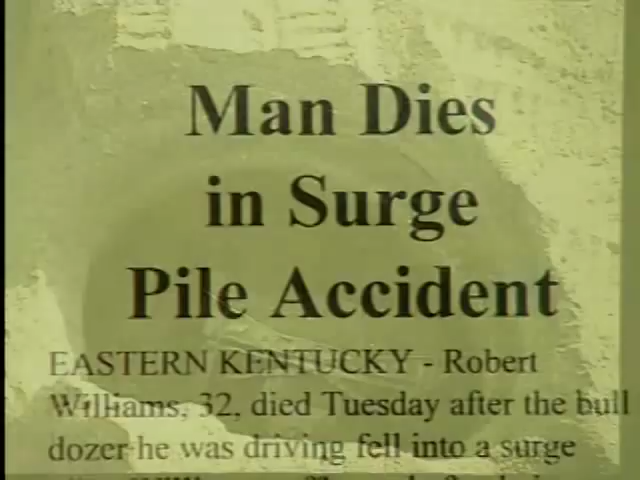 Man Dies
in Surge
Pile Accident
EASTERN KENTUCKY - Robert
Williams, 32, died Tuesday after the bull
dozer he was driving fell into a surge